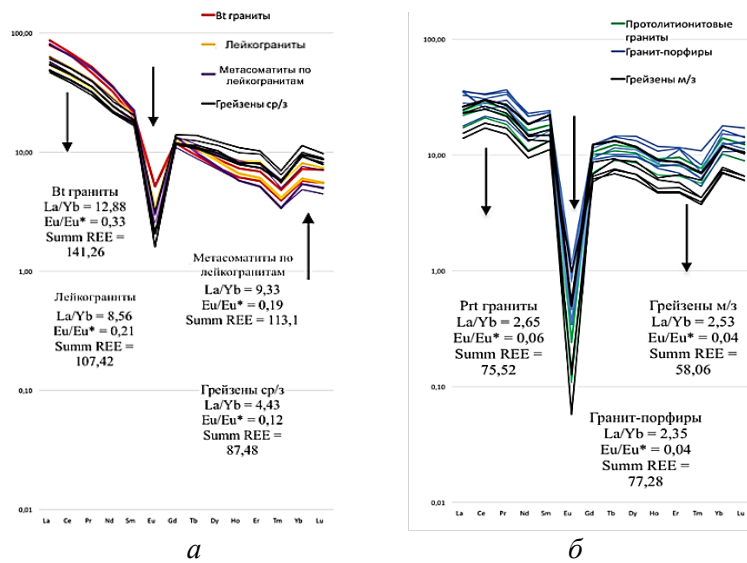 Bt граниты
Лейкограниты
Метасоматиты по
лейкогранитам
Грейзены ср/з
100,00
10,00
1,00
0,10
0,01
Bt граниты
La/Yb = 12,88
Eu/Eu* = 0,33
Summ REE =
141,26
Лейкограниты
La/Yb = 8,56
Eu/Eu* = 0,21
Summ REE =
107,42
Метасоматиты по
лейкогранитам
La/Yb = 9,33
Eu/Eu* = 0,19
Summ REE = 113,1
Грейзены ср/з
La/Yb = 4,43
Eu/Eu* = 0,12
Summ REE =
87,48
La Ce Pr Nd Sm Eu Gd Tb Dy Ho Er Tm Yb Lu
а
Протолитионитовые
граниты
Гранит-порфиры
Грейзены м/з
100,00
10,00
1,00
0,10
0,01
Prt граниты
La/Yb = 2,65
Eu/Eu* = 0,06
Summ REE =
75,52
Грейзены м/з
La/Yb = 2,53
Eu/Eu* = 0,04
Summ REE =
58,06
Гранит-порфиры
La/Yb = 2,35
Eu/Eu* = 0,04
Summ REE =
77,28
La Ce Pr Nd Sm Eu Gd Tb Dy Ho Er Tm Yb Lu
б